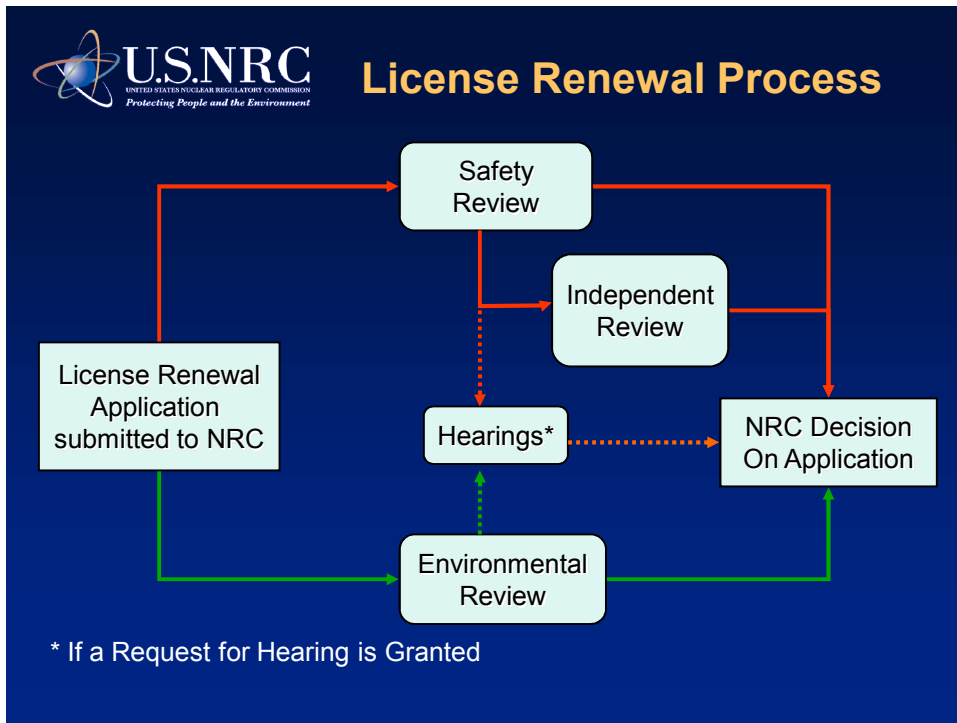 U.S.NRC
UNITED STATES NUCLEAR REGULATORY COMMISSION
Protecting People and the Environment
License Renewal Process
Safety
Review
Independent
Review
License Renewal
Application
submitted to NRC
Hearings*
NRC Decision
On Application
Environmental
Review
* If a Request for Hearing is Granted